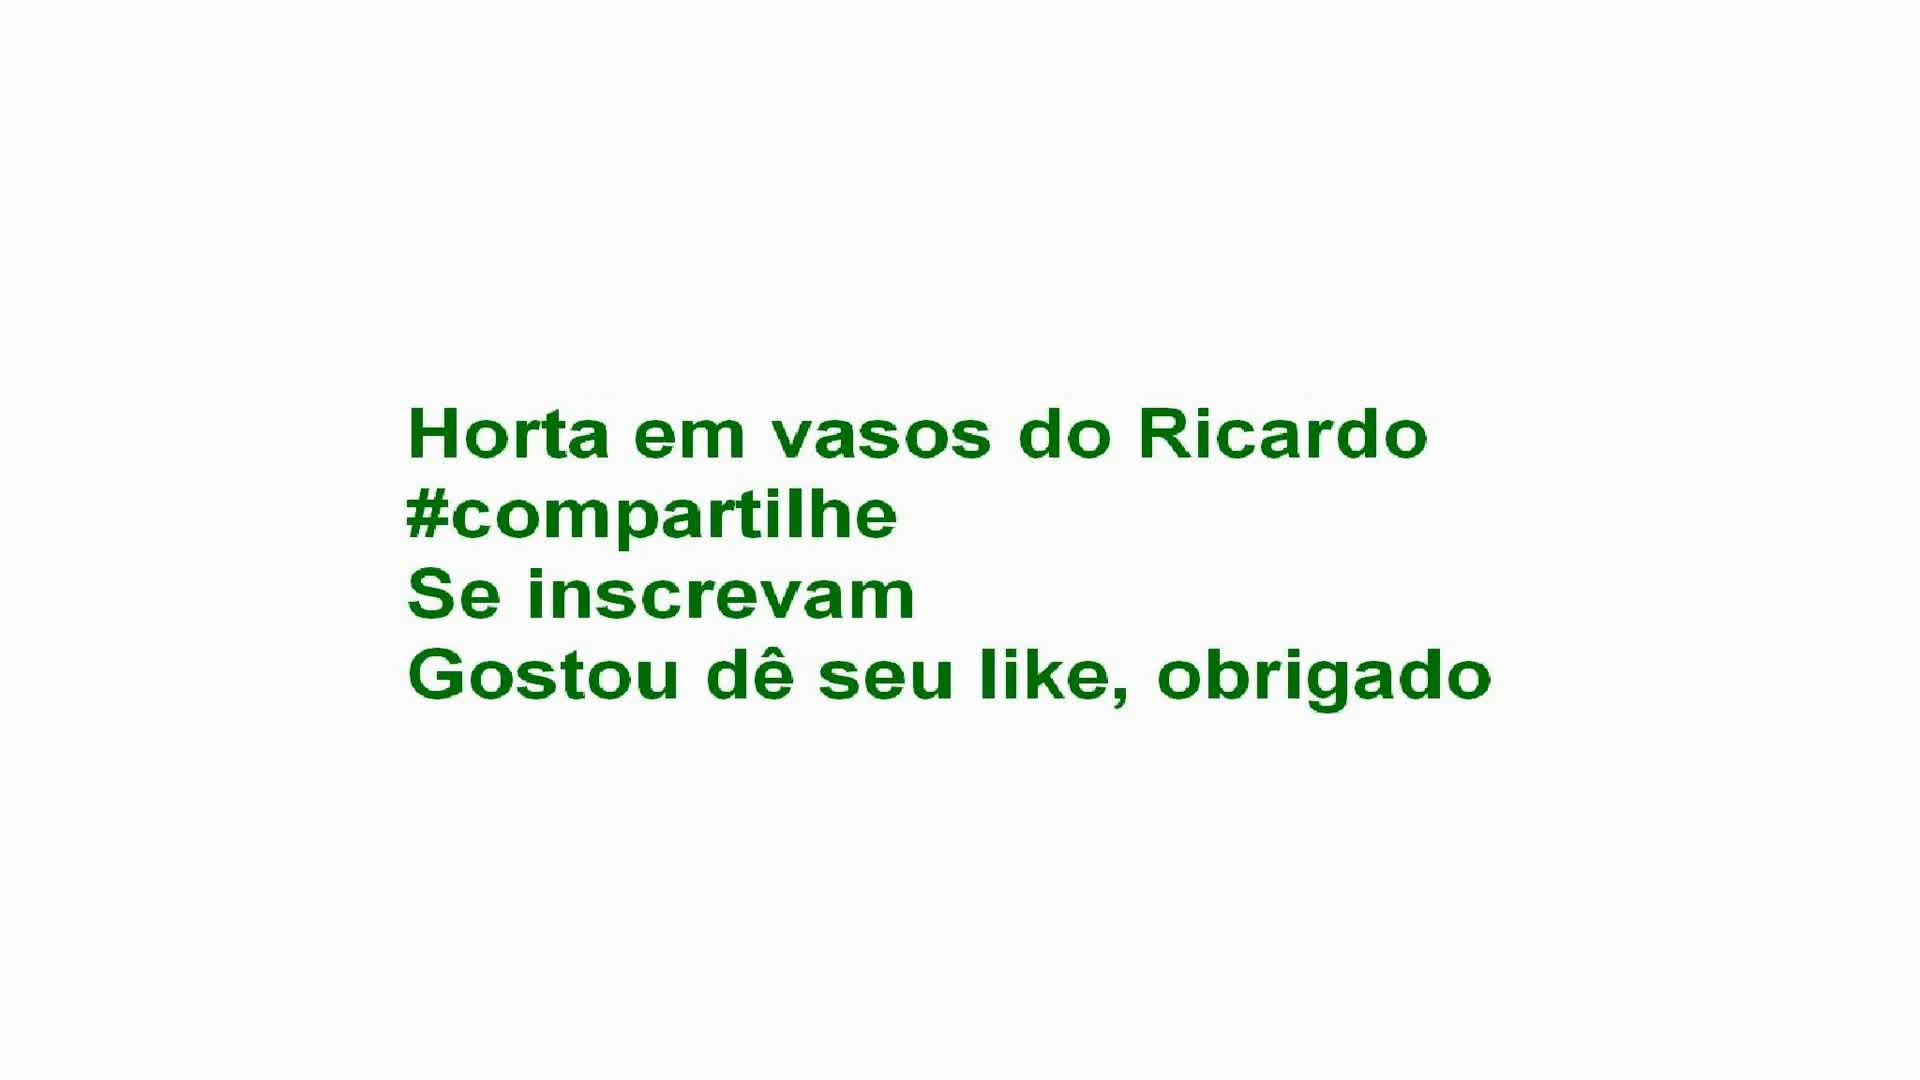 Horta em vasos do Ricardo
#compartilhe
Se inscrevam
Gostou dê seu like, obrigado